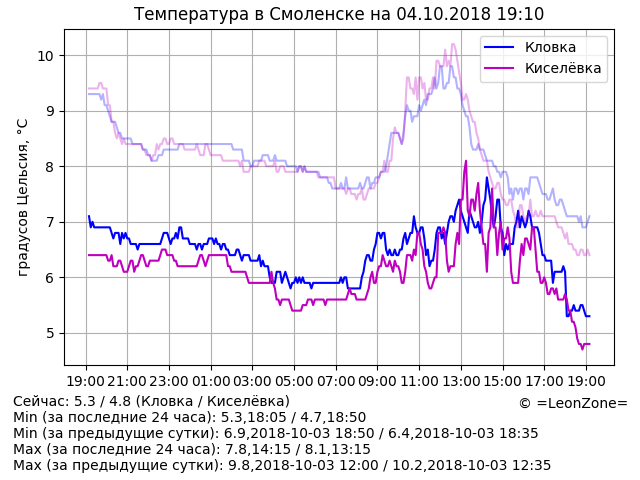 Температура в Смоленске на 04.10.2018 19:10
Кловка
Киселёвка
градусов Цельсия, °C
10
9
8
7
6
5
19:00 21:00 23:00 01:00 03:00 05:00 07:00 09:00 11:00 13:00 15:00 17:00 19:00
Сейчас: 5.3 / 4.8 (Кловка / Киселёвка)
© =LeonZone=
Min (за последние 24 часа): 5.3,18:05 / 4.7,18:50
Min (за предыдущие сутки): 6.9,2018-10-03 18:50 / 6.4,2018-10-03 18:35
Max (за последние 24 часа): 7.8,14:15 / 8.1,13:15
Max (за предыдущие сутки): 9.8,2018-10-03 12:00 / 10.2,2018-10-03 12:35